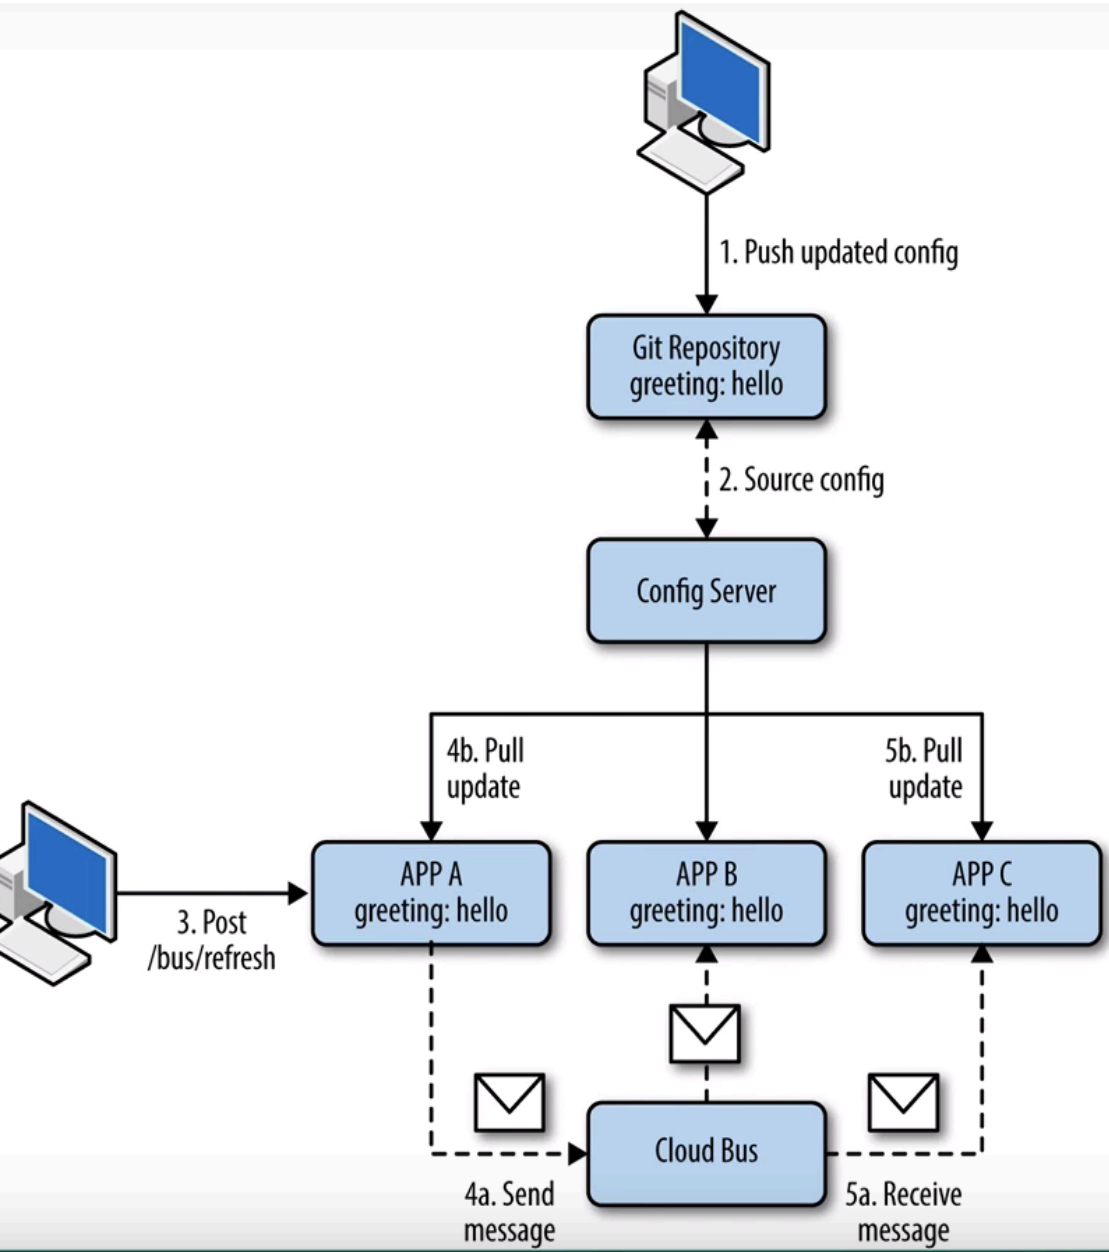 1. Push updated config
Git Repository
greeting: hello
2. Source config
Config Server
4b. Pull
update
5b. Pull
update
APP A
greeting: hello
APP B
greeting: hello
APP C
greeting: hello
3. Post
/bus/refresh
Cloud Bus
4a. Send
message
5a. Receive
message